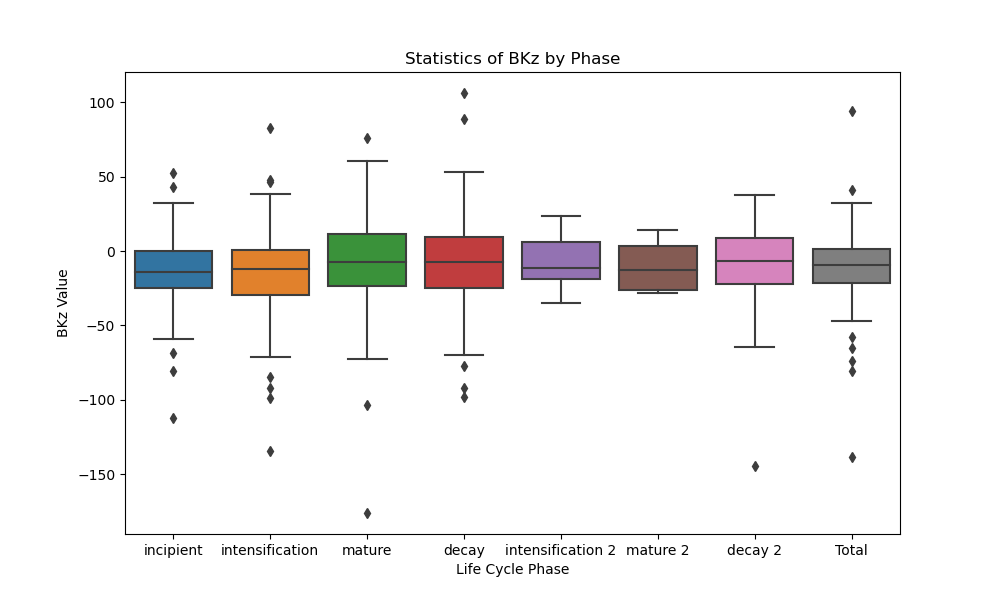 Statistics of BKz by Phase
BKz Value
100
50
0
−50
−100
−150
incipient
intensification
mature
decay
intensification 2
mature 2
decay 2
Total
Life Cycle Phase